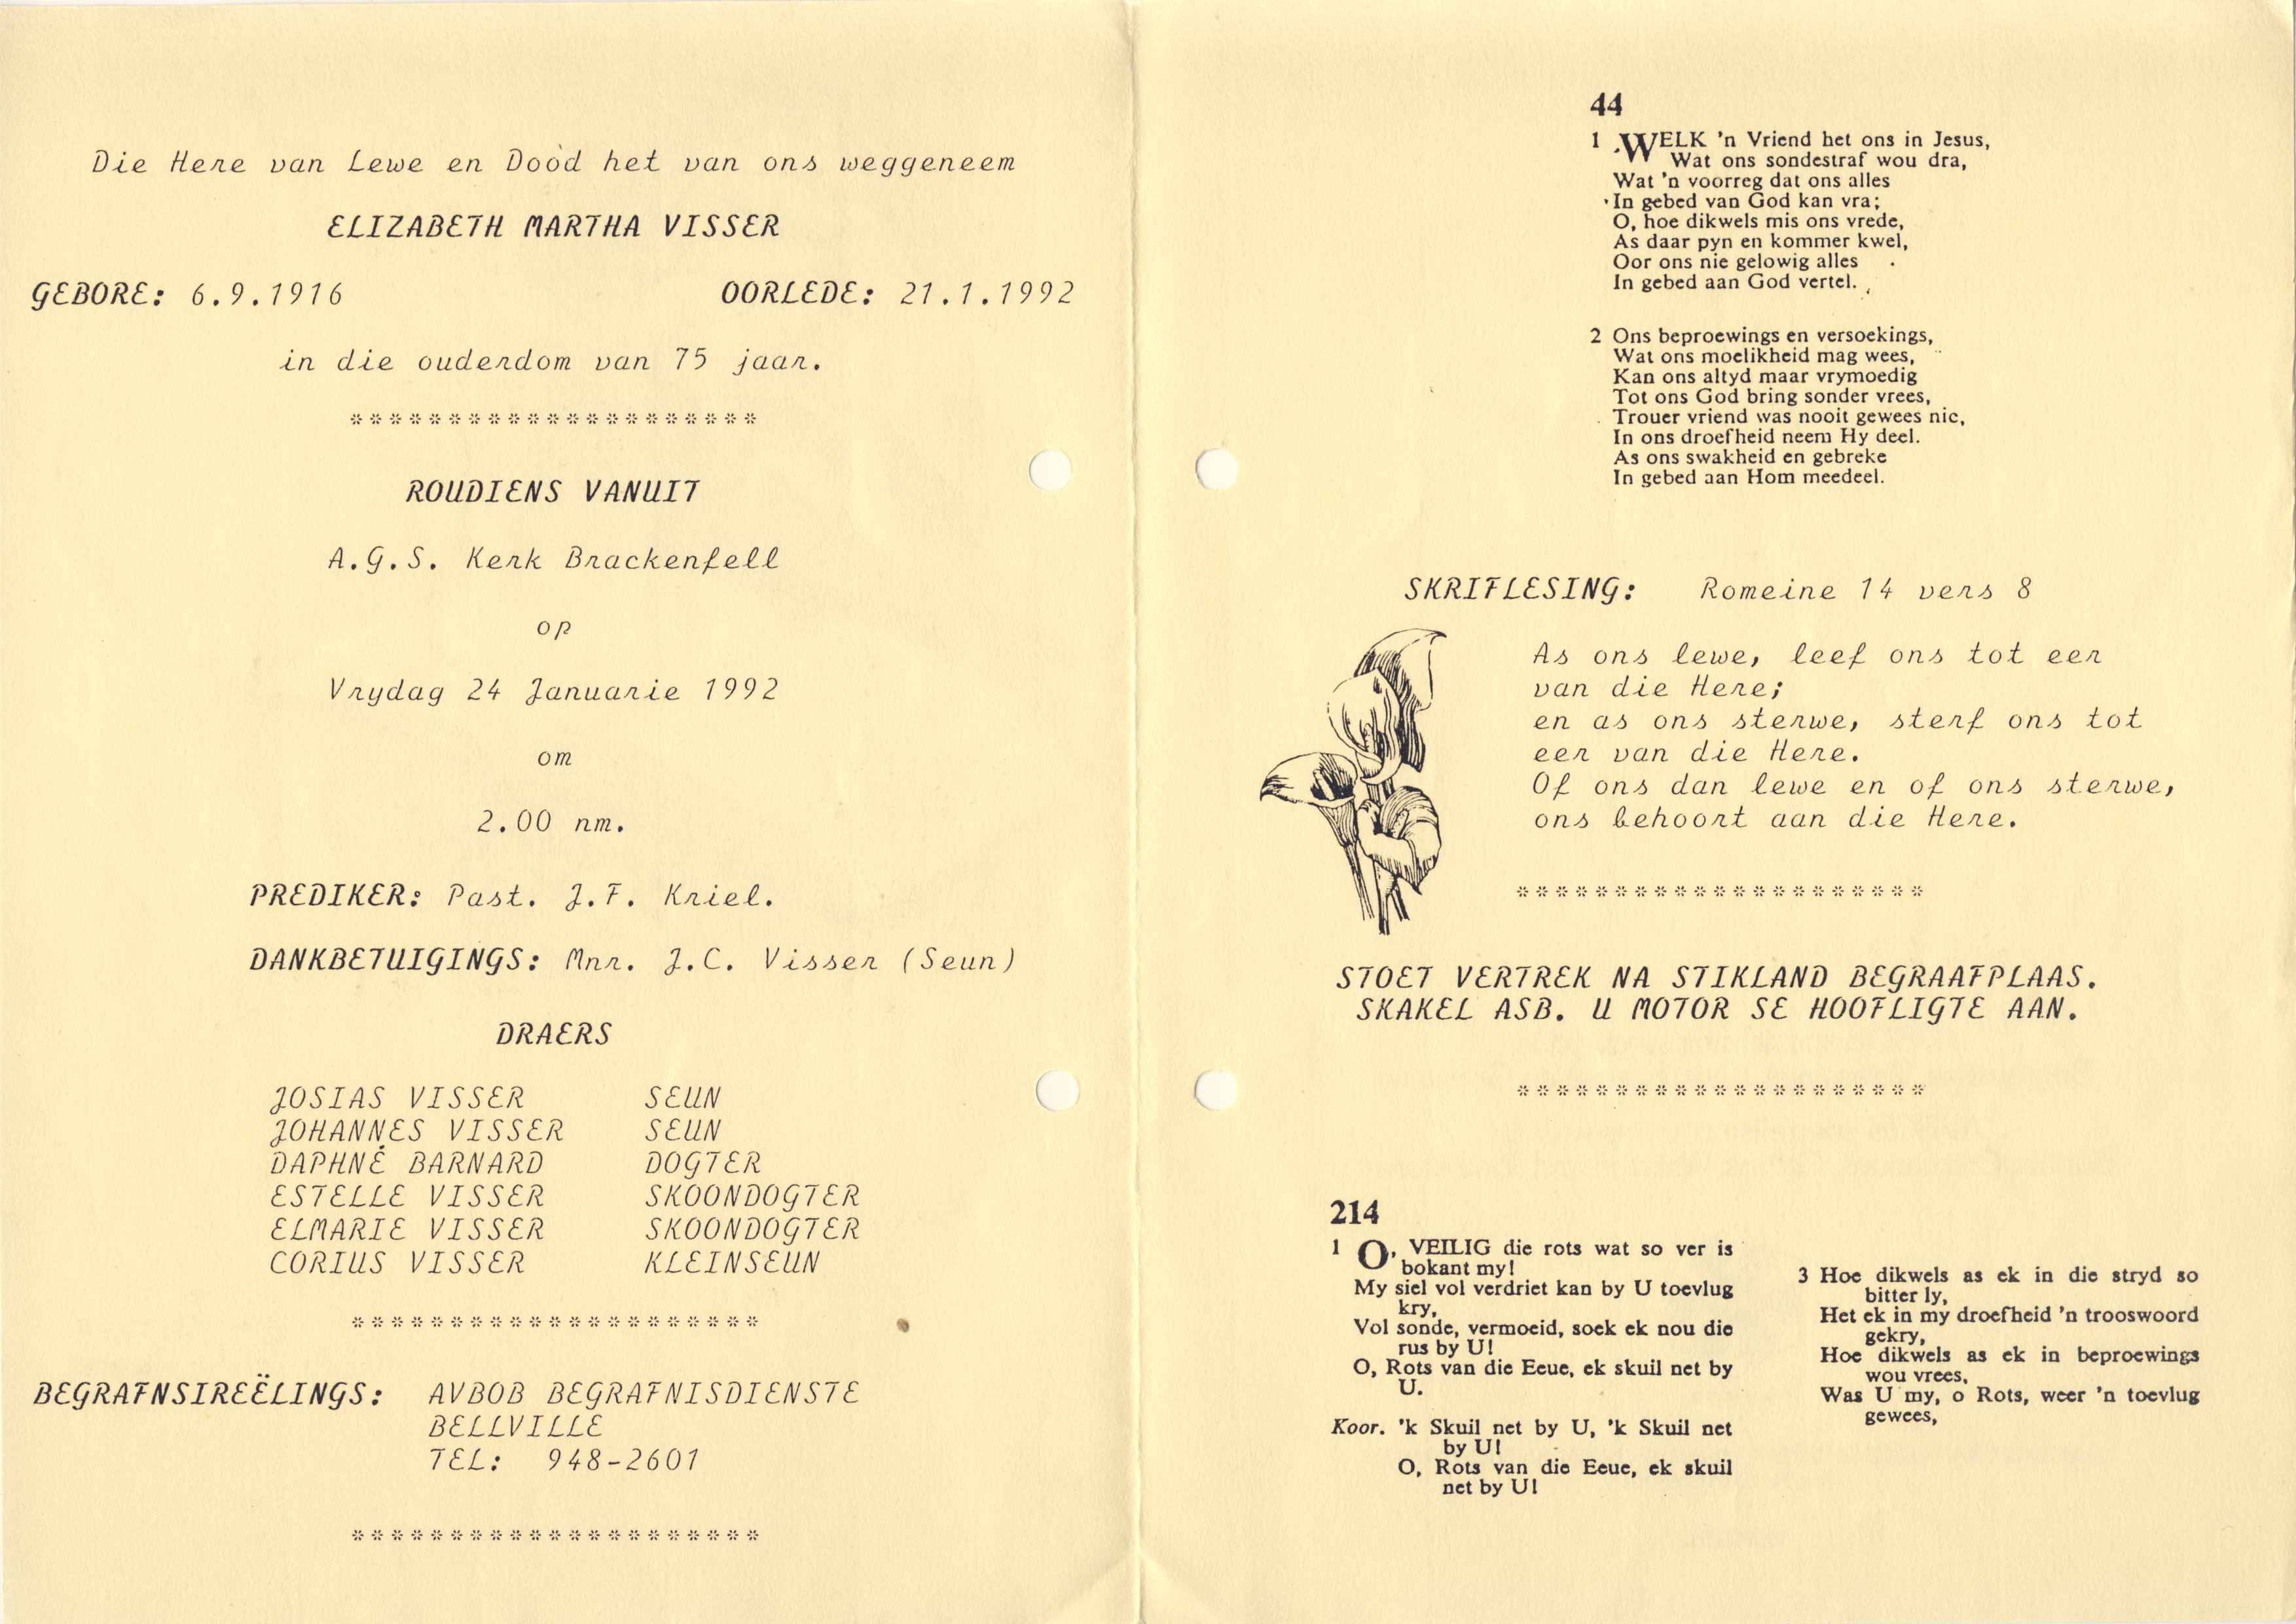 Die Here van Lewe en Dood het van ons weggeneem
ELIZABETH MARTHA VISSER
GEBORE: 6.9.1916 OORLEDE: 21.1.1992
in die ouderdom van 75 jaar.
*********************
ROUDIENS VANUIT
A.G.S. Kerk Brackenfell
op
Vrydag 24 Januarie 1992
om
2.00 nm.
PREDIKER: Past. J.F. Kriel.
DANKBETUIGINGS: Mnr. J.C. Visser (Seun)
DRAERS
JOSIAS VISSER SEUN
JOHANNES VISSER SEUN
DAPHNÉ BARNARD DOGTER
ESTELLE VISSER SKOONDOGTER
ELMARIE VISSER SKOONDOGTER
CORIUS VISSER KLEINSEUN
*********************
BEGRAFNSIREËLINGS: AVBOB BEGRAFNISDIENSTE
BELLVILLE
TEL: 948-2601
*********************
44
1 WELK 'n Vriend het ons in Jesus,
Wat ons sondestraf wou dra,
Wat 'n voorreg dat ons alles
In gebed van God kan vra;
O, hoe dikwels mis ons vrede,
As daar pyn en kommer kwel,
Oor ons nie gelowig alles
In gebed aan God vertel.
2 Ons beproewings en versoekings,
Wat ons moelikheid mag wees,
Kan ons altyd maar vrymoedig
Tot ons God bring sonder vrees,
Trouer vriend was nooit gewees nie,
In ons droefheid neem Hy deel.
As ons swakheid en gebreke
In gebed aan Hom meedeel.
SKRIFLESING: Romeine 14 vers 8
As ons lewe, leef ons tot eer
van die Here;
en as ons sterwe, sterf ons tot
eer van die Here.
Of ons dan lewe en of ons sterwe,
ons behoort aan die Here.
*********************
STOET VERTREK NA STIKLAND BEGRAAFPLAAS.
SKAKEL ASB. U MOTOR SE HOOFLIGTE AAN.
*********************
214
1 O, VEILIG die rots wat so ver is
bokant my!
My siel vol verdriet kan by U toevlug
kry,
Vol sonde, vermoeid, soek ek nou die
rus by U!
O, Rots van die Eeue, ek skuil net by
U.
Koor. 'k Skuil net by U, 'k Skuil net
by U!
O, Rots van die Eeue, ek skuil
net by U!
3 Hoe dikwels as ek in die stryd so
bitter ly,
Het ek in my droefheid 'n trooswoord
gekry,
Hoe dikwels as ek in beproewings
wou vrees,
Was U my, o Rots, weer 'n toevlug
gewees,